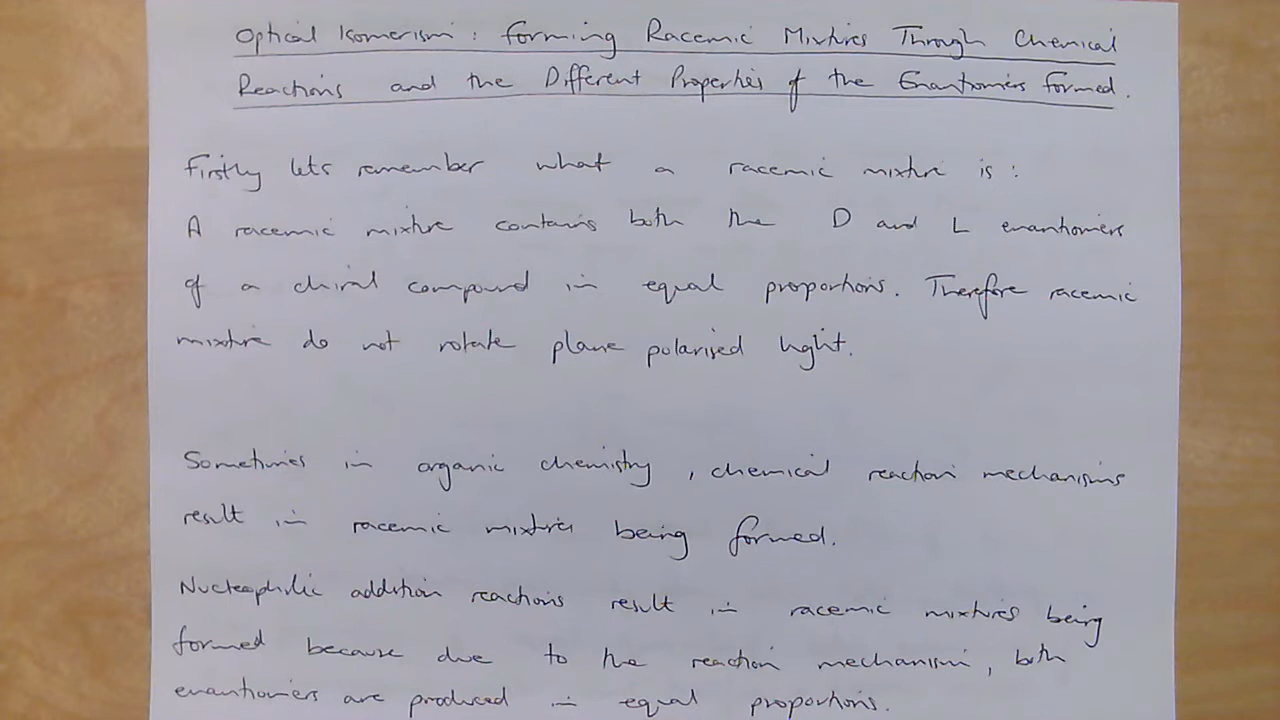 Optical Isomerism: Forming Racemic Mixtures Through Chemical
Reactions and the Different Properties of the Enantiomers Formed.
Firstly lets remember what a racemic mixture is:
A racemic mixture contains both the D and L enantiomers
of a chiral compound in equal proportions. Therefore racemic
mixture do not rotate plane polarised light.
Sometimes in organic chemistry, chemical reaction mechanisms
result in racemic mixtures being formed.
Nucleophilic addition reactions result in racemic mixtures being
formed because due to the reaction mechanism, both
enantiomers are produced in equal proportions.